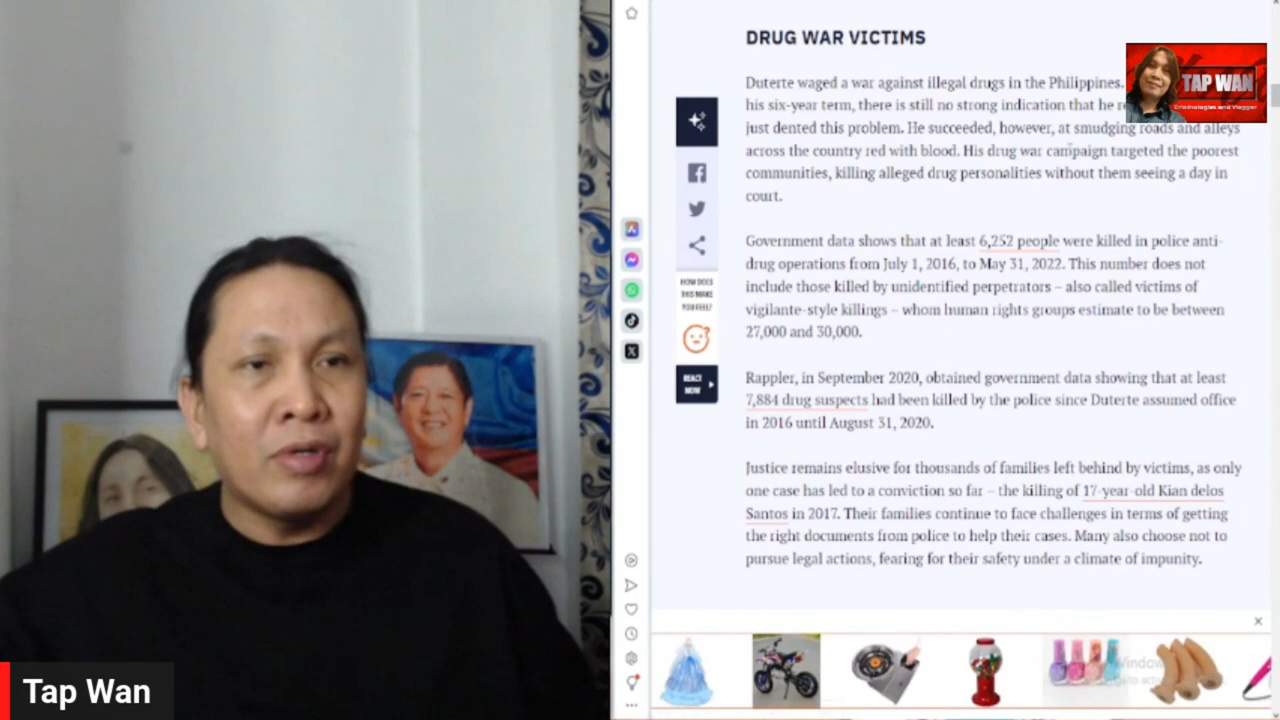 DRUG WAR VICTIMS
TAP WAN
Criminologist and Vlogger
Duterte waged a war against illegal drugs in the Philippines.
his six-year term, there is still no strong indication that he
just dented this problem. He succeeded, however, at smudging roads and alleys
across the country red with blood. His drug war campaign targeted the poorest
communities, killing alleged drug personalities without them seeing a day in
court.
Government data shows that at least 6,252 people were killed in police anti-
drug operations from July 1, 2016, to May 31, 2022. This number does not
include those killed by unidentified perpetrators – also called victims of
vigilante-style killings – whom human rights groups estimate to be between
27,000 and 30,000.
HOW DOES
THIS MAKE
YOU FEEL?
REACT
NOW
Rappler, in September 2020, obtained government data showing that at least
7,884 drug suspects had been killed by the police since Duterte assumed office
in 2016 until August 31, 2020.
Justice remains elusive for thousands of families left behind by victims, as only
one case has led to a conviction so far – the killing of 17-year-old Kian delos
Santos in 2017. Their families continue to face challenges in terms of getting
the right documents from police to help their cases. Many also choose not to
pursue legal actions, fearing for their safety under a climate of impunity.
Tap Wan